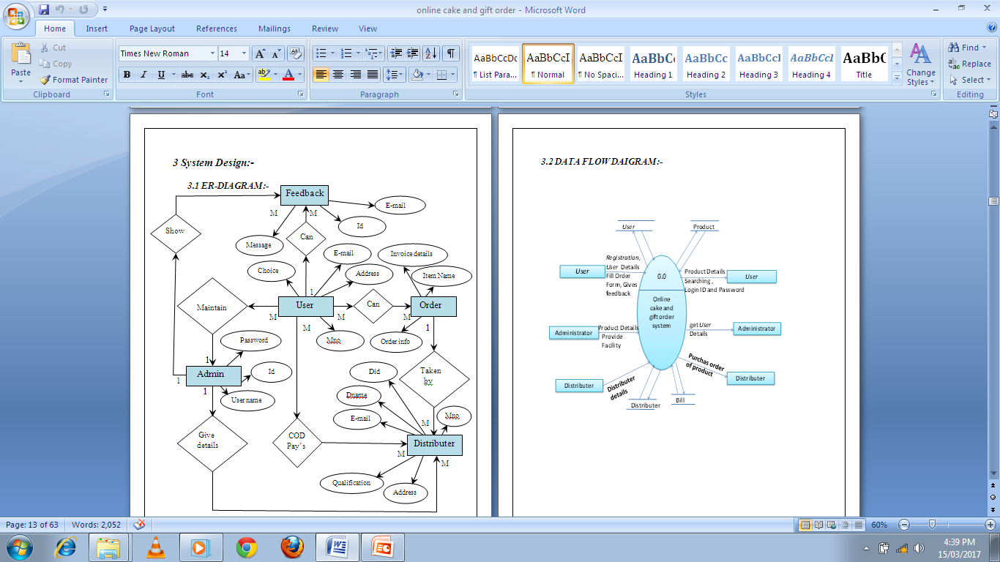 online cake and gift order - Microsoft Word
Home Insert Page Layout References Mailings Review View
Paste
Cut
Copy
Format Painter
Clipboard
Times New Roman 14
B I U abc x₂ x² Aa
Font
Paragraph
AaBbCcDc AaBbCcI AaBbCcI AaBbC AaBbCc AaBbCcI AaBbCcI AaB
¶ List Para... ¶ Normal ¶ No Spaci... Heading 1 Heading 2 Heading 3 Heading 4 Title
Styles
Change
Styles
Find
Replace
Select
Editing
3 System Design:-
3.1 ER-DIAGRAM:-
Feedback
E-mail
M
M
Id
Show
Can
Message
E-mail
Invoice details
Choice
Address
Item Name
1
Maintain
User
Can
Order
M
M
M
M
1
Password
Mno
Order info
1
Admin
Id
1
1
User name
Did
Taken
by
Dname
E-mail
Mno
M
Give
details
COD
Pay's
Distributer
M
M
Qualification
Address
3.2 DATA FLOW DAIGRAM:-
User
Product
Registration,
User Details
Fill Order
Form, Gives
feedback
User
0.0
Product Details
Searching ,
Login ID and Password
User
Online
cake and
gift order
system
Administrator
Product Details
Provide
Facility
get User
Details
Administrator
Purchas order
of product
Distributer
Distributer
Distributer
details
Distributer
Bill
Page: 13 of 63 Words: 2,052
60%
4:39 PM
15/03/2017